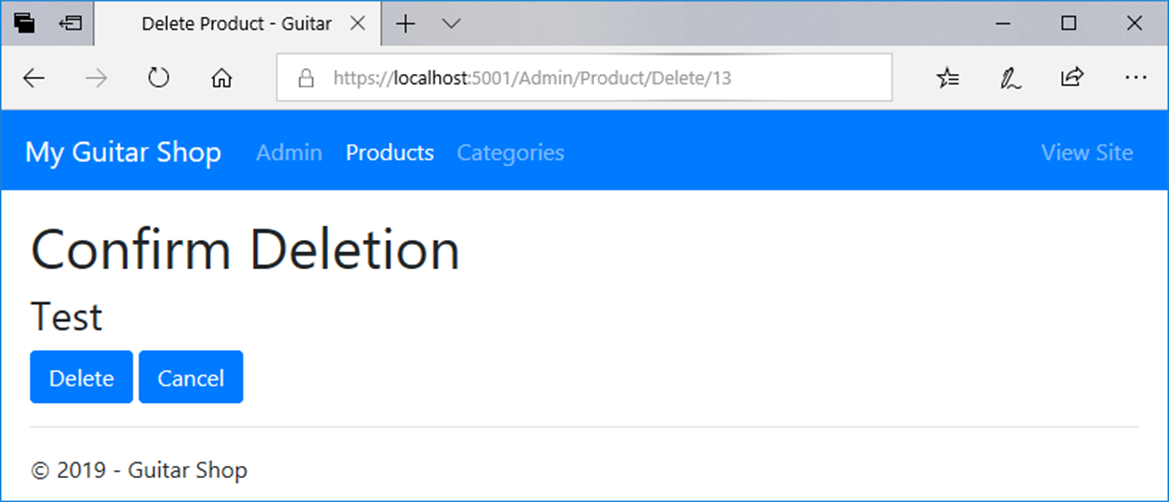 Delete Product - Guitar
https://localhost:5001/Admin/Product/Delete/13
My Guitar Shop Admin Products Categories View Site
Confirm Deletion
Test
Delete Cancel
© 2019 - Guitar Shop